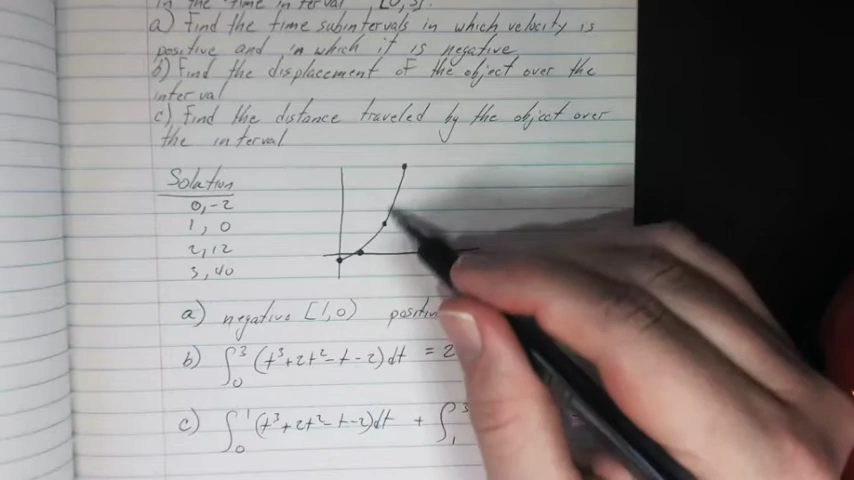 in the time interval [0,3].
a) Find the time subintervals in which velocity is
positive and in which it is negative
b) Find the displacement of the object over the
interval
c) Find the distance traveled by the object over
the interval
Solution
0,-2
1, 0
2,12
3,40
a) negative [1,0) positiv
b) ∫₀³ (t³+2t²-t-2)dt = 2
c) ∫₀¹ (t³+2t²-t-2)dt + ∫₁³